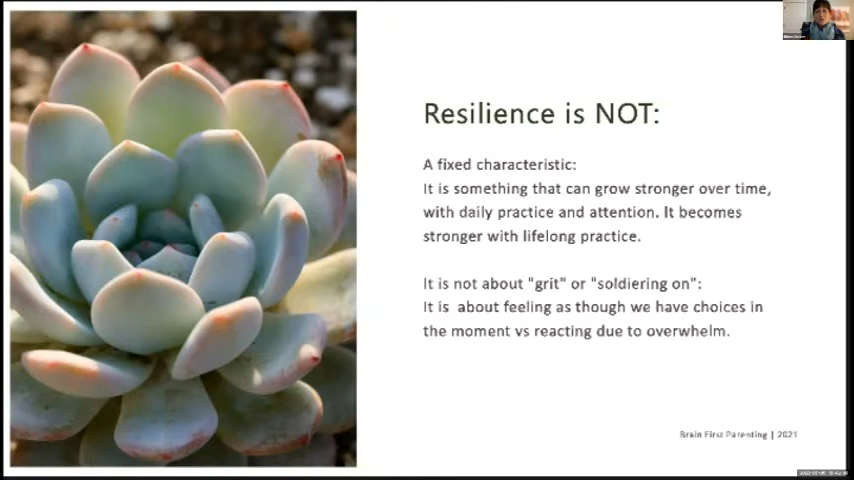 Resilience is NOT:
A fixed characteristic:
It is something that can grow stronger over time,
with daily practice and attention. It becomes
stronger with lifelong practice.
It is not about "grit" or "soldiering on":
It is  about feeling as though we have choices in
the moment vs reacting due to overwhelm.
Brain First Parenting | 2021